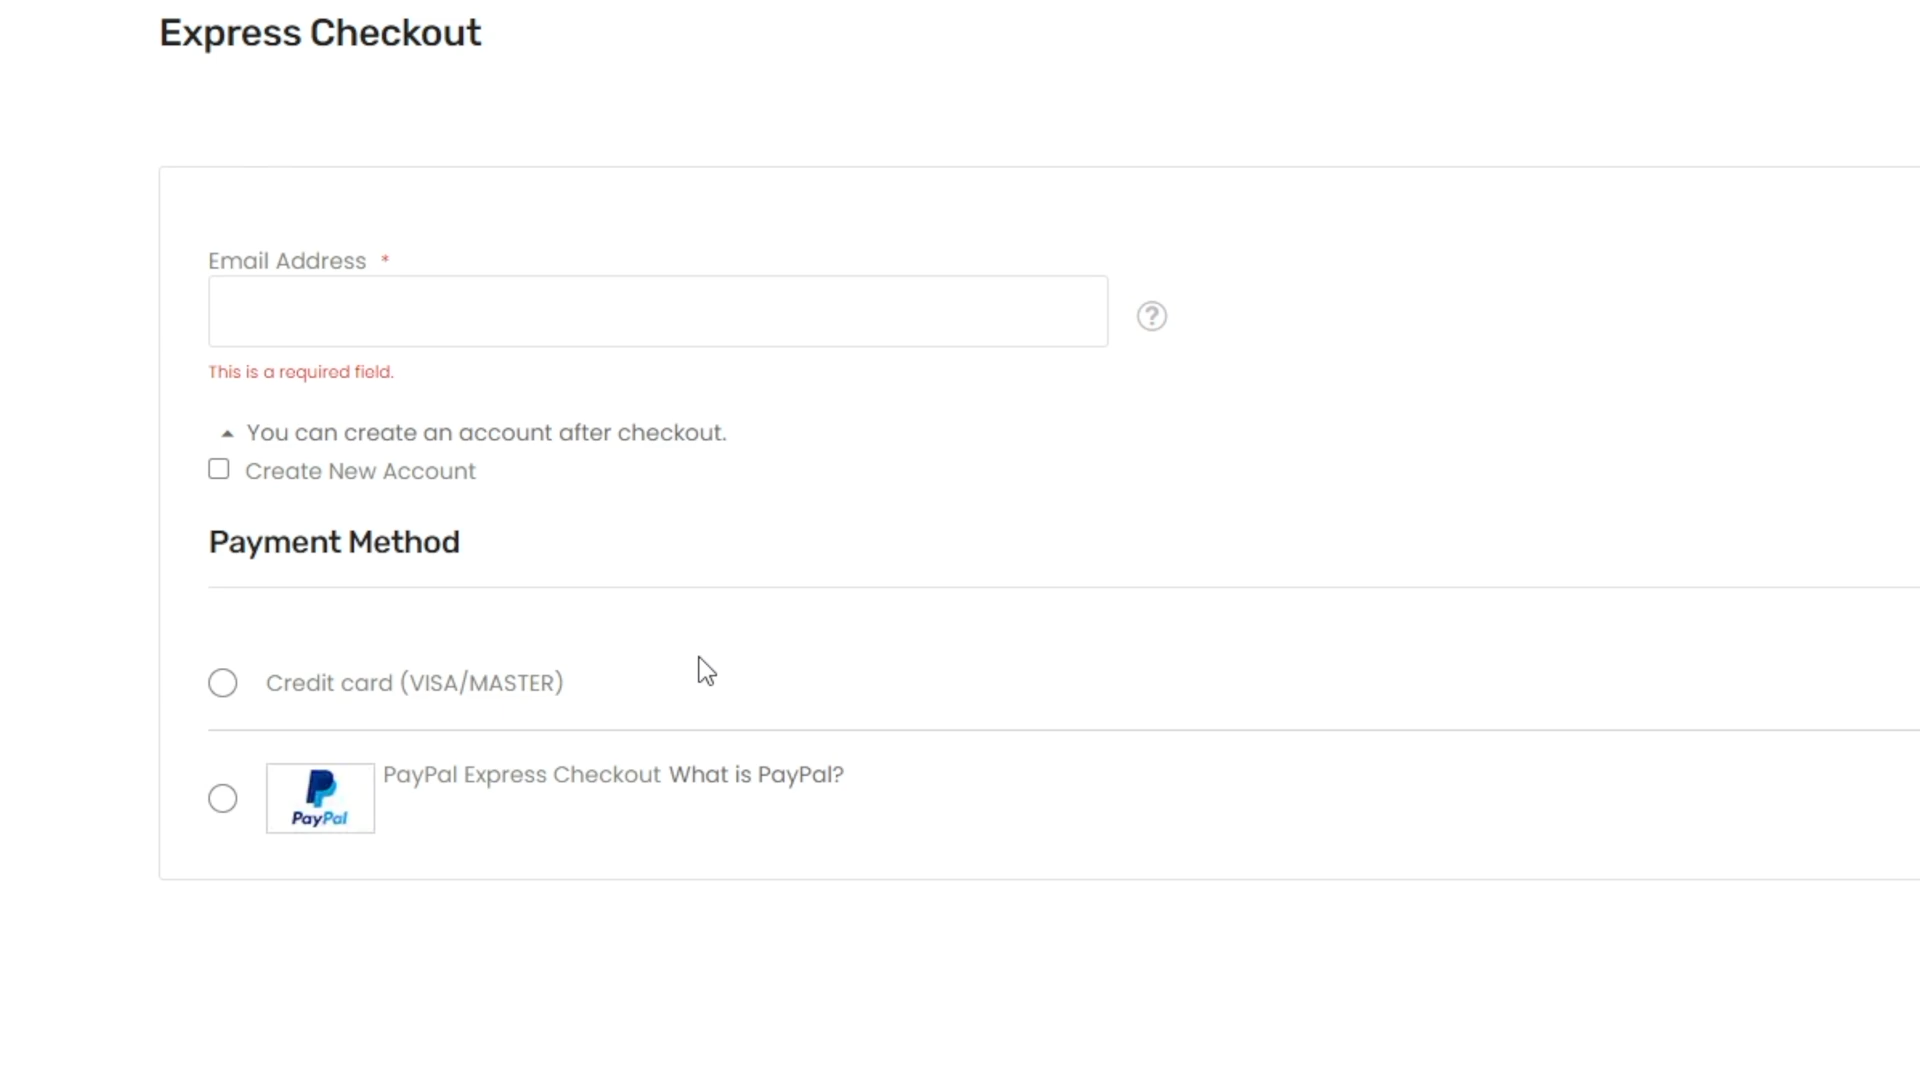 Express Checkout
Email Address *
?
This is a required field.
You can create an account after checkout.
Create New Account
Payment Method
Credit card (VISA/MASTER)
PayPal Express Checkout What is PayPal?
PayPal